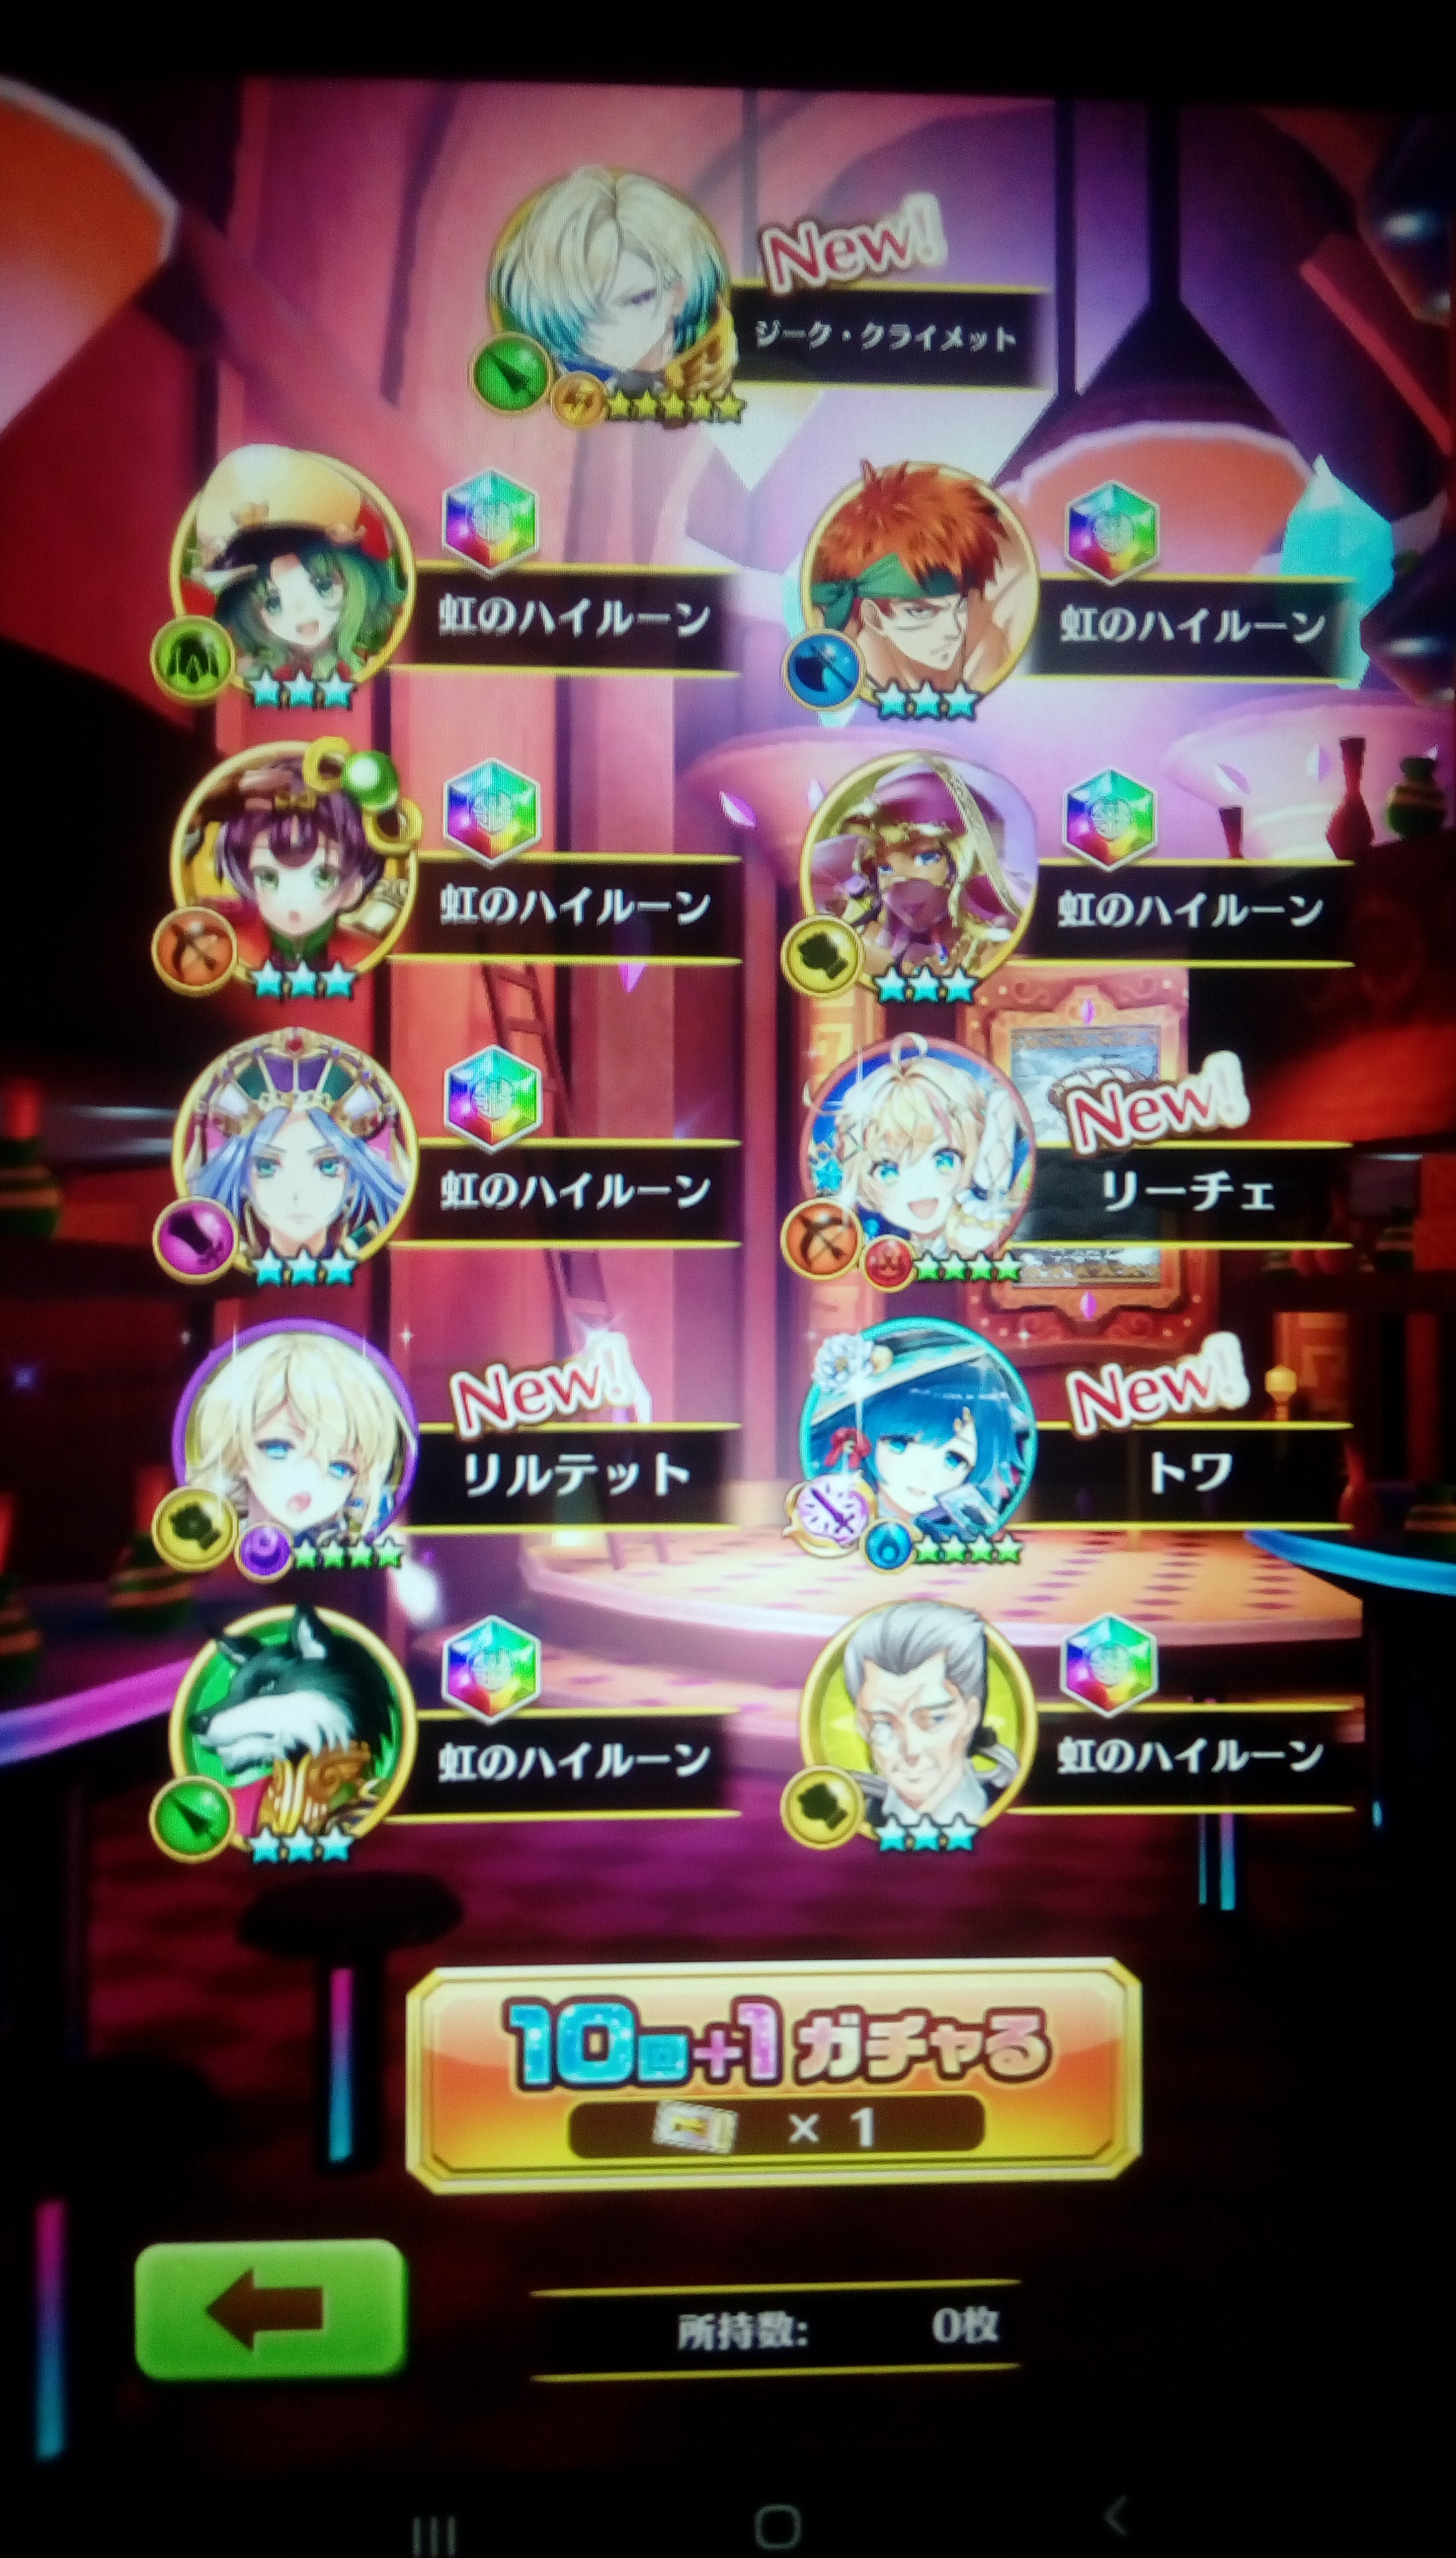 New!
ジーク・クライメット
虹のハイルーン
虹のハイルーン
虹のハイルーン
虹のハイルーン
虹のハイルーン
New!
リーチェ
New!
リルテット
New!
トワ
虹のハイルーン
虹のハイルーン
10回+1ガチャる
×1
所持数: 0枚